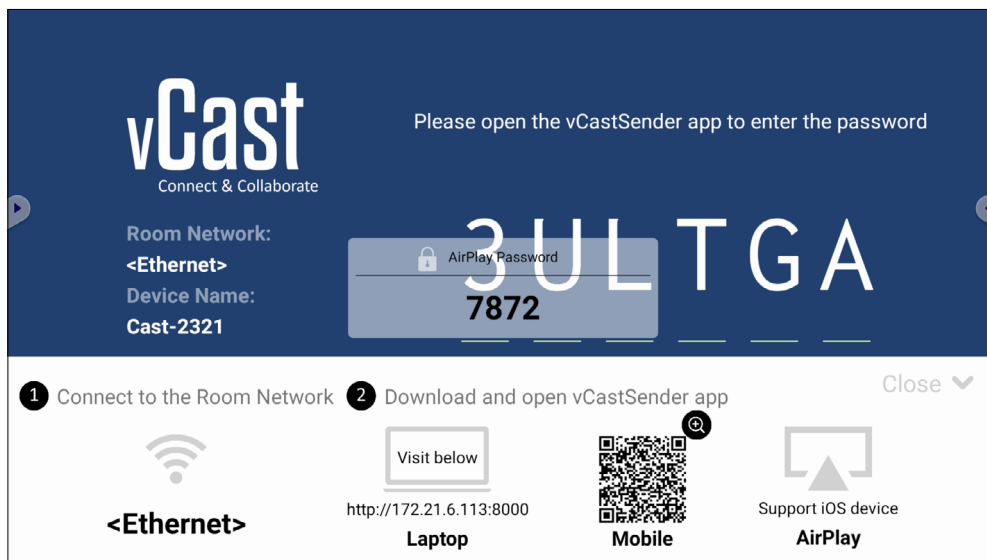 vCast
Connect & Collaborate
Please open the vCastSender app to enter the password
Room Network:
<Ethernet>
Device Name:
Cast-2321
3ULTGA
AirPlay Password
7872
1 Connect to the Room Network
2 Download and open vCastSender app
Close
<Ethernet>
Visit below
http://172.21.6.113:8000
Laptop
Mobile
Support iOS device
AirPlay